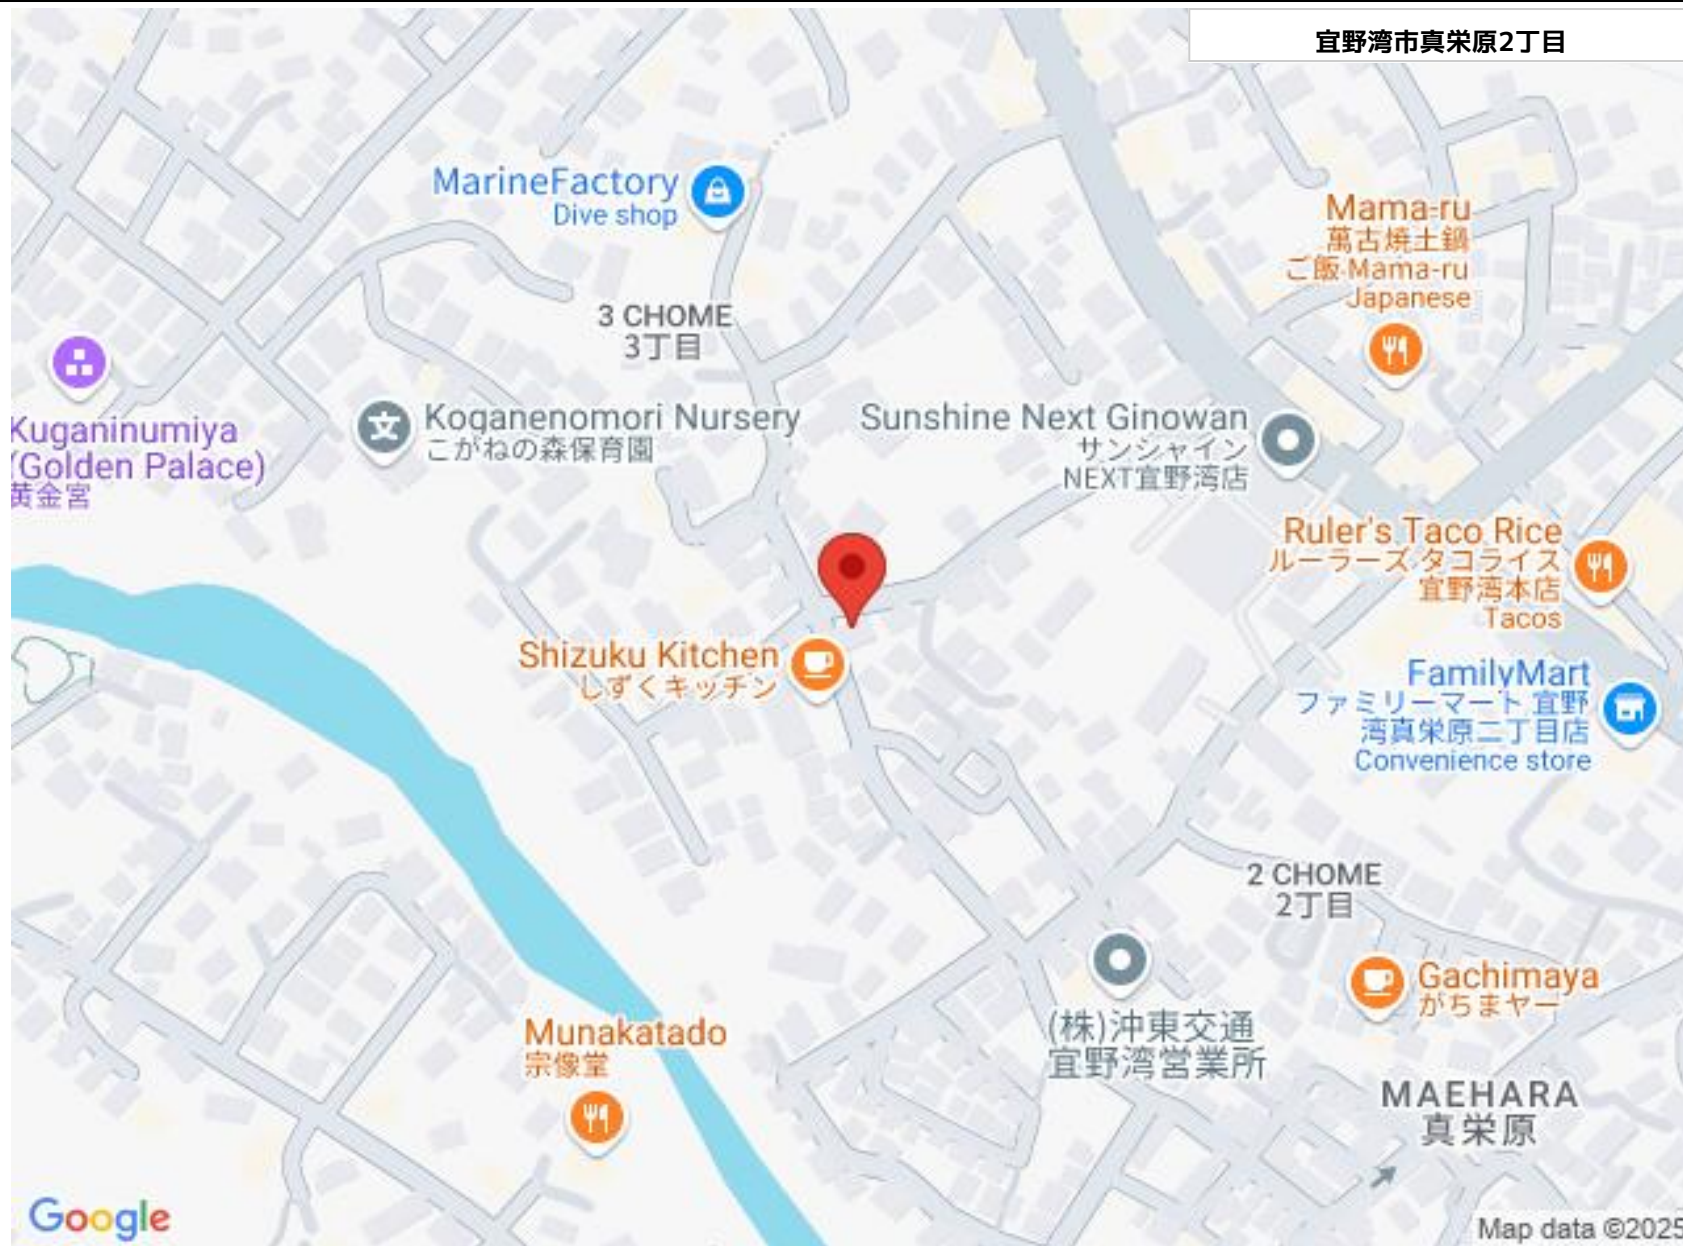 宜野湾市真栄原2丁目
MarineFactory
Dive shop
Mama-ru
萬古焼土鍋
ご飯 Mama-ru
Japanese
3 CHOME
3丁目
Kuganinumiya
(Golden Palace)
黄金宮
Koganenomori Nursery
こがねの森保育園
Sunshine Next Ginowan
サンシャイン
NEXT宜野湾店
Ruler's Taco Rice
ルーラーズ タコライス
宜野湾本店
Tacos
Shizuku Kitchen
しずくキッチン
FamilyMart
ファミリーマート 宜野
湾真栄原二丁目店
Convenience store
2 CHOME
2丁目
Gachimaya
がちまヤー
(株)沖東交通
宜野湾営業所
Munakatado
宗像堂
MAEHARA
真栄原
Google
Map data ©2025
文